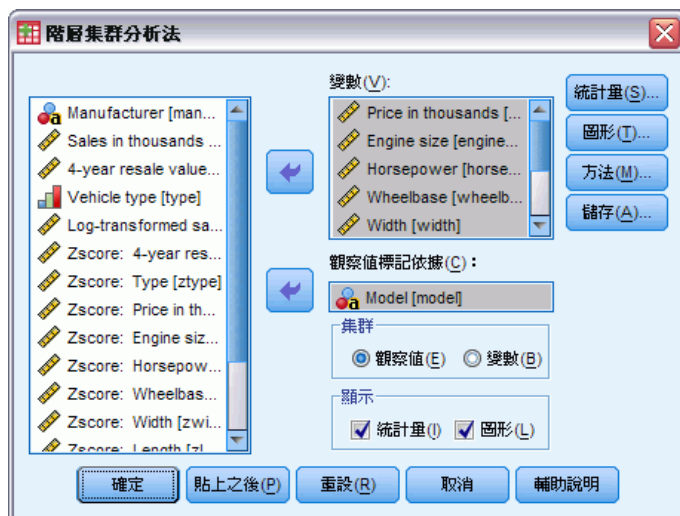 階層集群分析法
Manufacturer [man...
Sales in thousands ...
4-year resale value...
Vehicle type [type]
Log-transformed sa...
Zscore: 4-year res...
Zscore: Type [ztype]
Zscore: Price in th...
Zscore: Engine siz...
Zscore: Horsepow...
Zscore: Wheelbas...
Zscore: Width [zwi...
Zscore: Length [zl...
變數(V):
Price in thousands [...
Engine size [engine...
Horsepower [horse...
Wheelbase [wheelb...
Width [width]
觀察值標記依據(C)：
Model [model]
集群
觀察值(E) 變數(B)
顯示
統計量(I) 圖形(L)
統計量(S)...
圖形(T)...
方法(M)...
儲存(A)...
確定 貼上之後(P) 重設(R) 取消 輔助說明